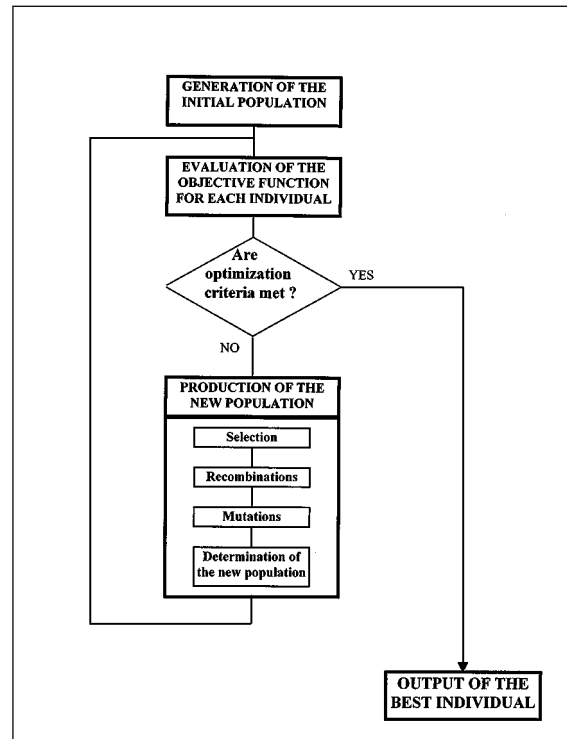 GENERATION OF THE
INITIAL POPULATION
EVALUATION OF THE
OBJECTIVE FUNCTION
FOR EACH INDIVIDUAL
Are
optimization
criteria met ?
YES
NO
PRODUCTION OF THE
NEW POPULATION
Selection
Recombinations
Mutations
Determination of
the new population
OUTPUT OF THE
BEST INDIVIDUAL